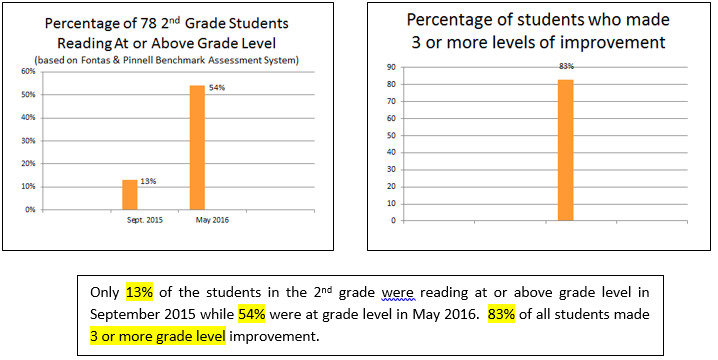 Percentage of 78 2nd Grade Students
Reading At or Above Grade Level
(based on Fontas & Pinnell Benchmark Assessment System)
60%
50%
40%
30%
20%
10%
0%
54%
13%
Sept. 2015 May 2016
Percentage of students who made
3 or more levels of improvement
90
80
70
60
50
40
30
20
10
0
83%
Only 13% of the students in the 2nd grade were reading at or above grade level in
September 2015 while 54% were at grade level in May 2016. 83% of all students made
3 or more grade level improvement.